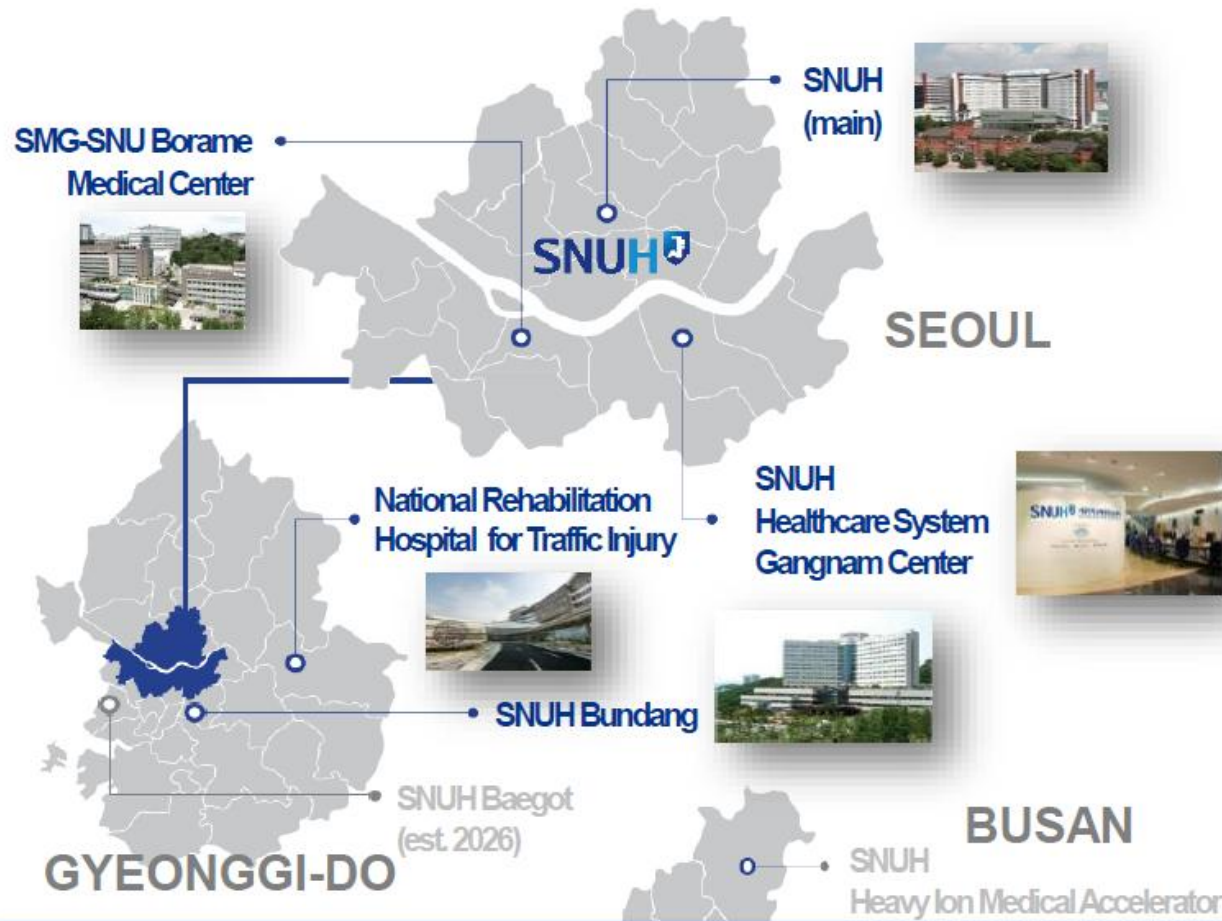 SNUH
(main)
SMG-SNU Borame
Medical Center
SNUH
SEOUL
National Rehabilitation
Hospital for Traffic Injury
SNUH
Healthcare System
Gangnam Center
SNUH
SNUH Bundang
SNUH Baegot
(est. 2026)
GYEONGGI-DO
BUSAN
SNUH
Heavy Ion Medical Accelerator